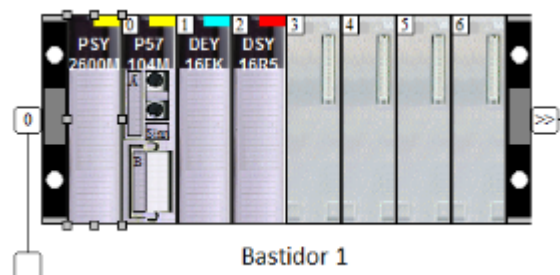 0 1 2 3 4 5 6
PSY P57 DEY DSY
2600M 104M 16FK 16R5
A
B
0
>>
Bastidor 1